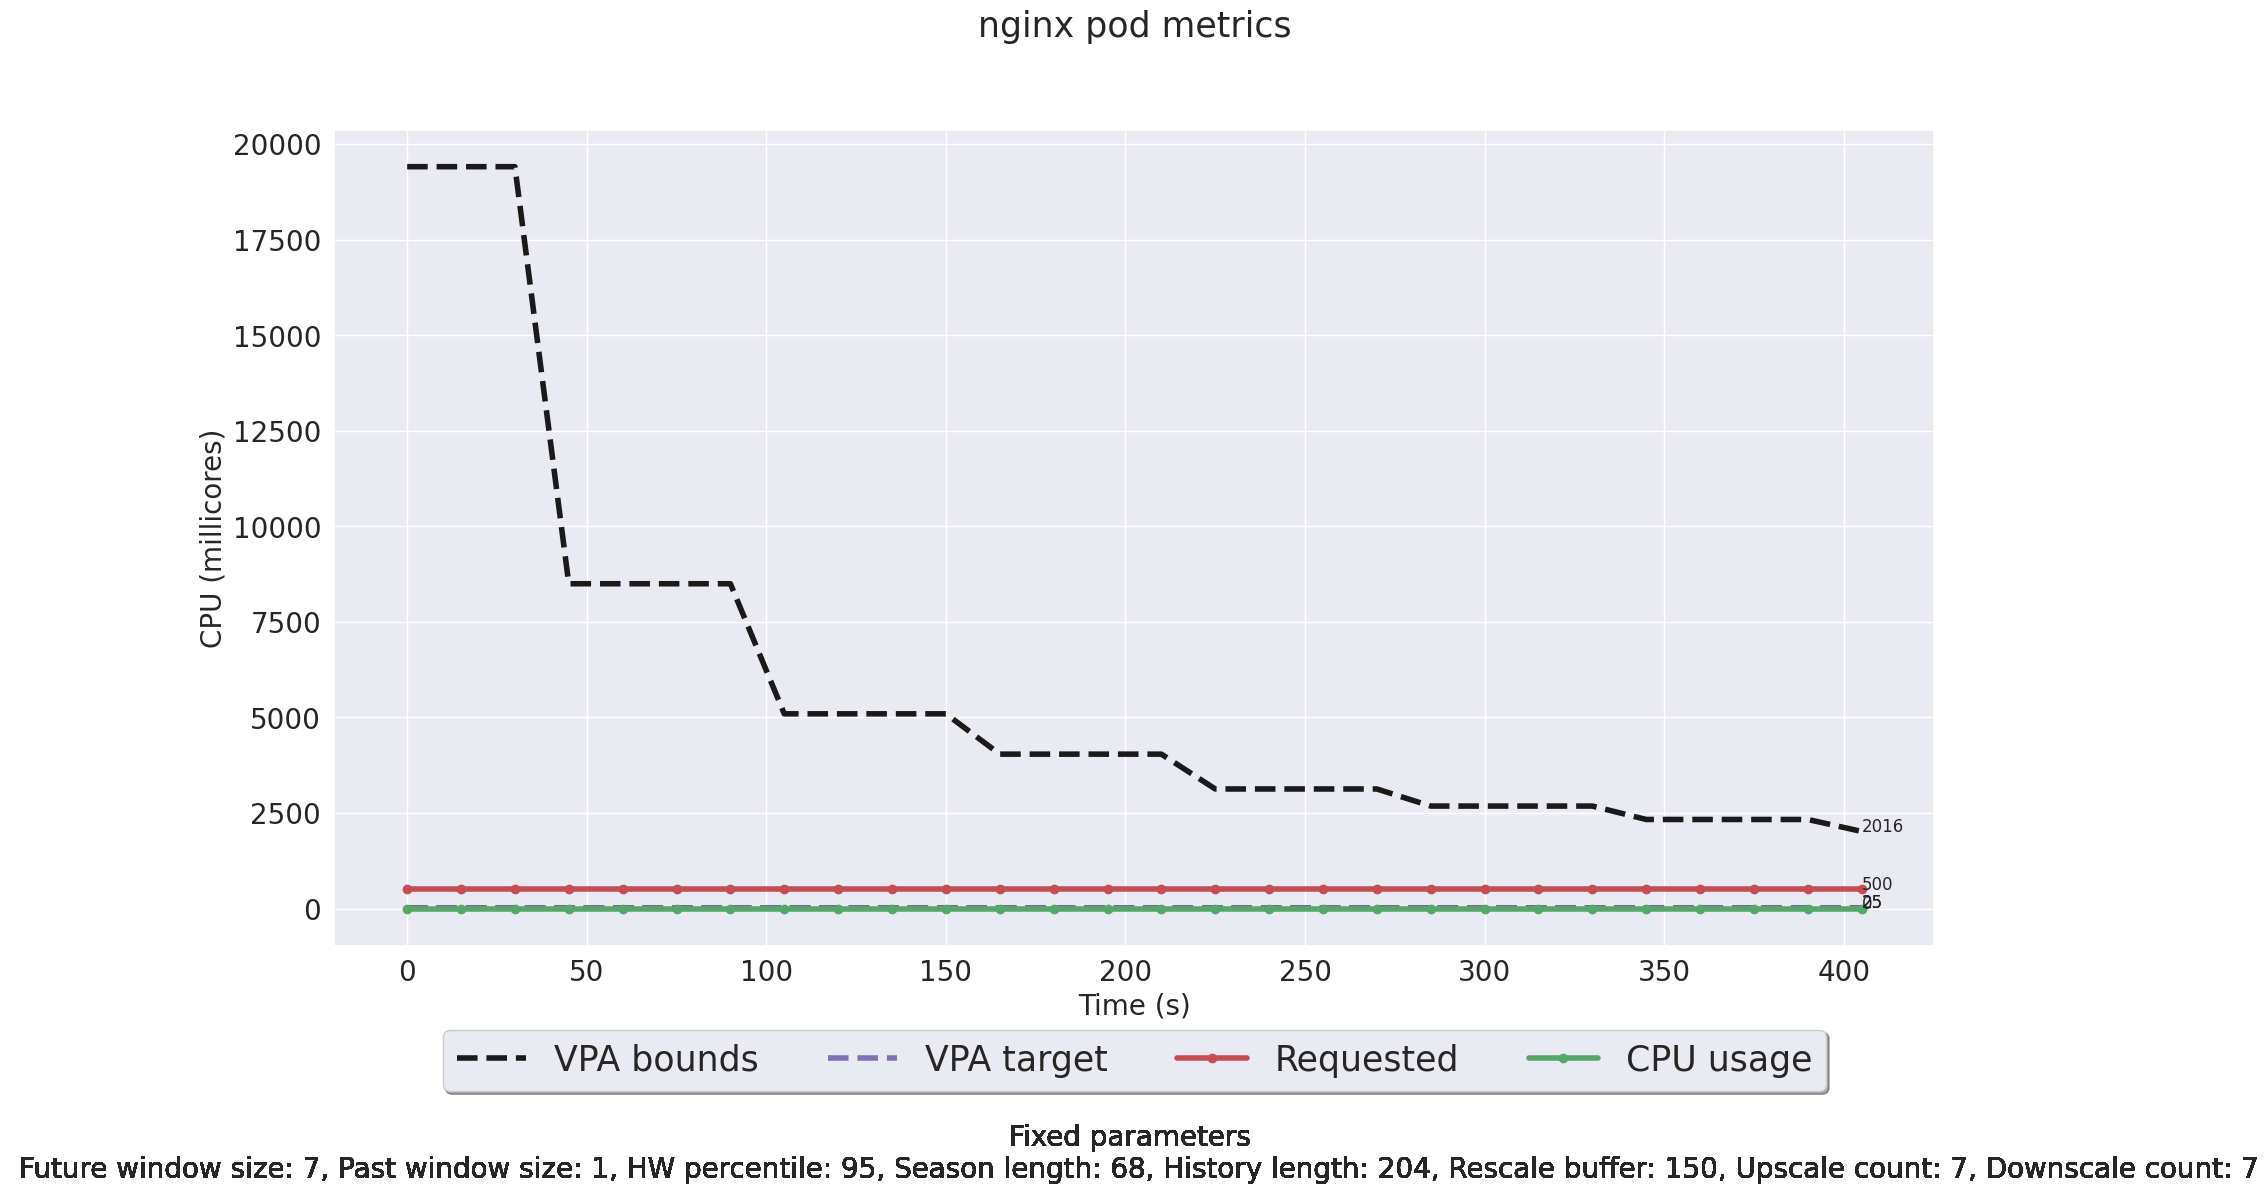 nginx pod metrics
20000
17500
15000
12500
10000
7500
5000
2500
0
CPU (millicores)
2016
500
25
0 50 100 150 200 250 300 350 400
Time (s)
VPA bounds VPA target Requested CPU usage
Fixed parameters
Future window size: 7, Past window size: 1, HW percentile: 95, Season length: 68, History length: 204, Rescale buffer: 150, Upscale count: 7, Downscale count: 7